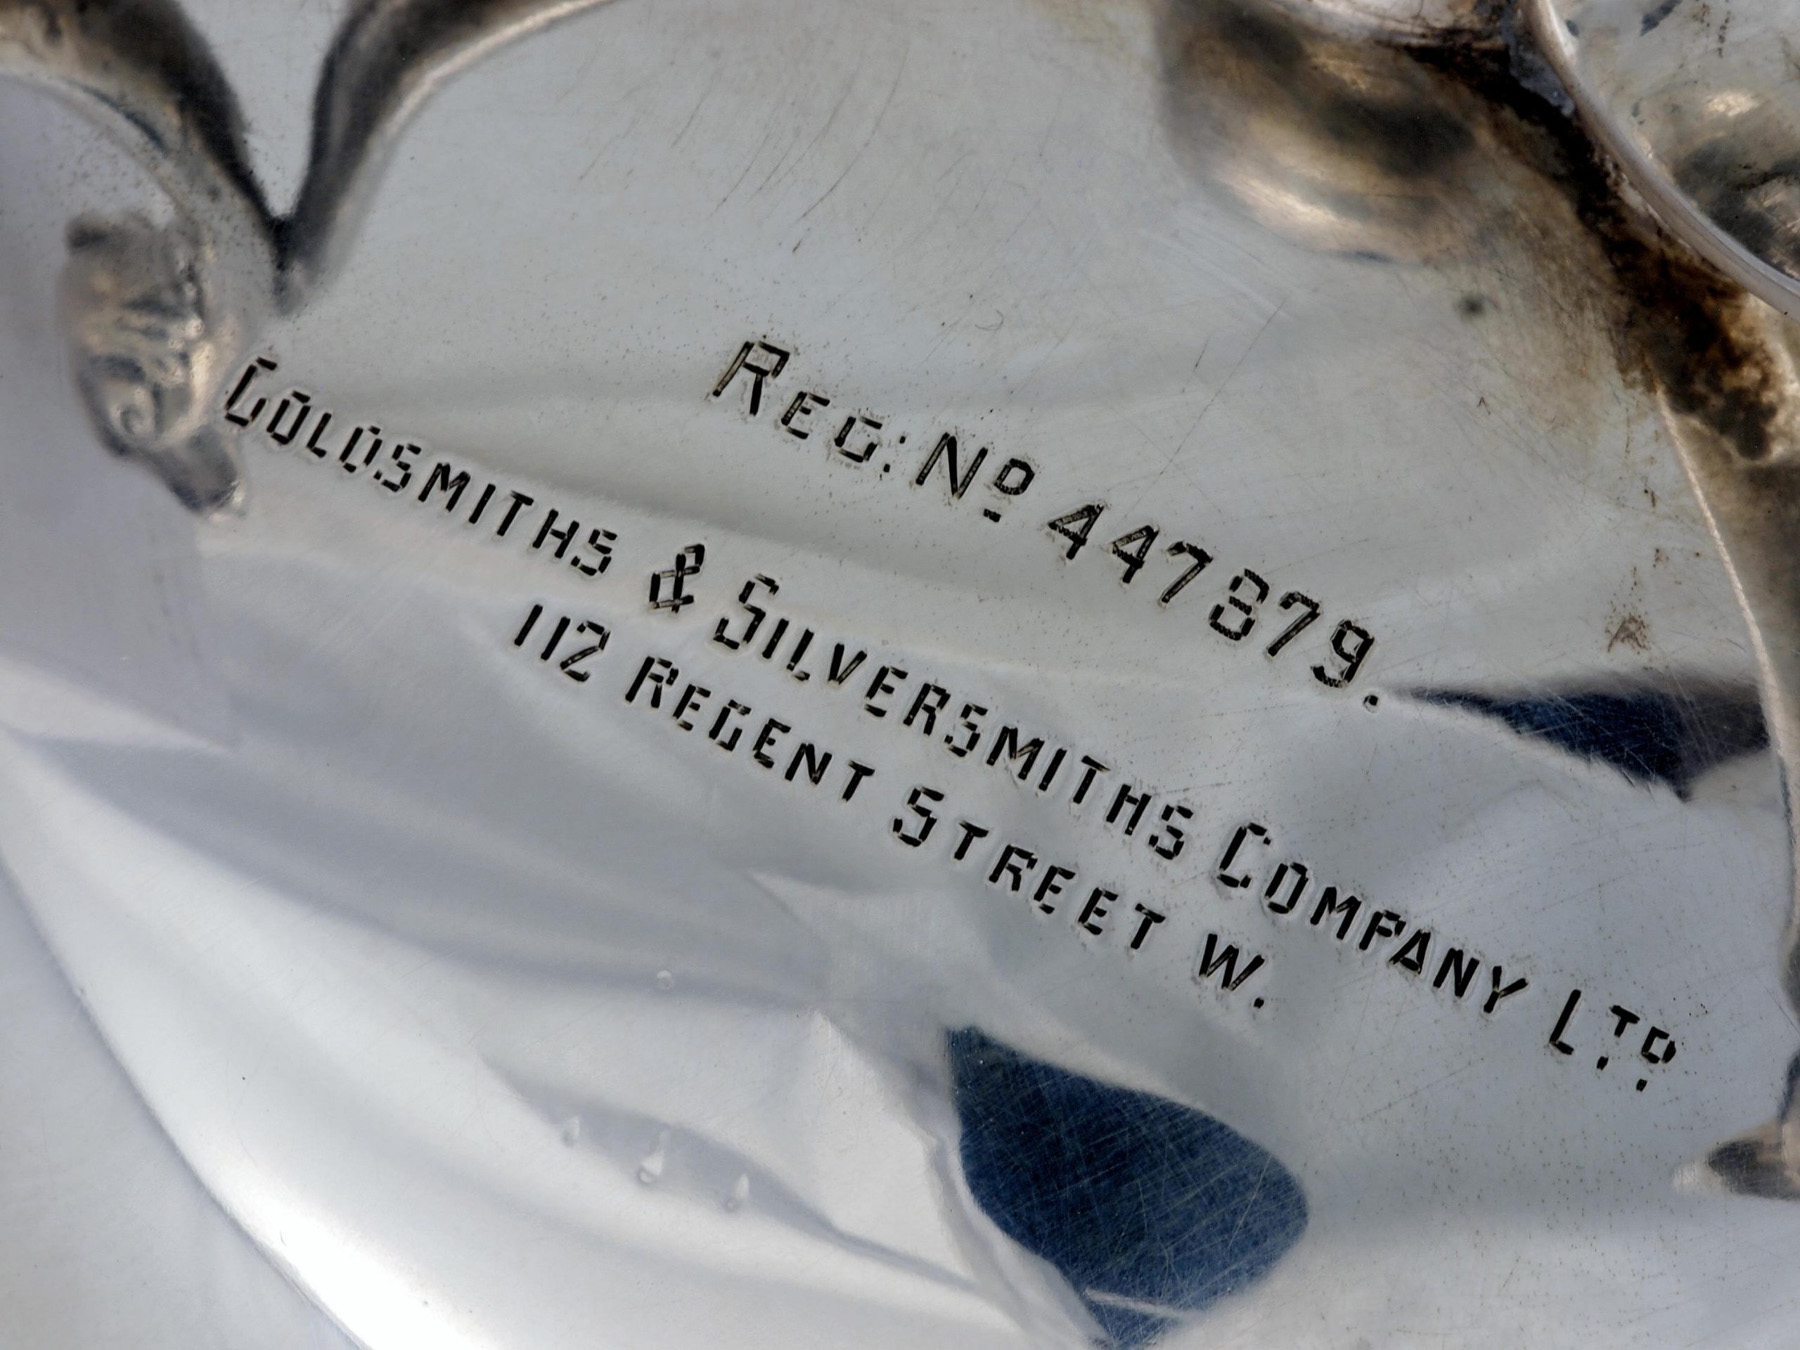 REG: Nº 447879.
GOLDSMITHS & SILVERSMITHS COMPANY LTD
112 REGENT STREET W.